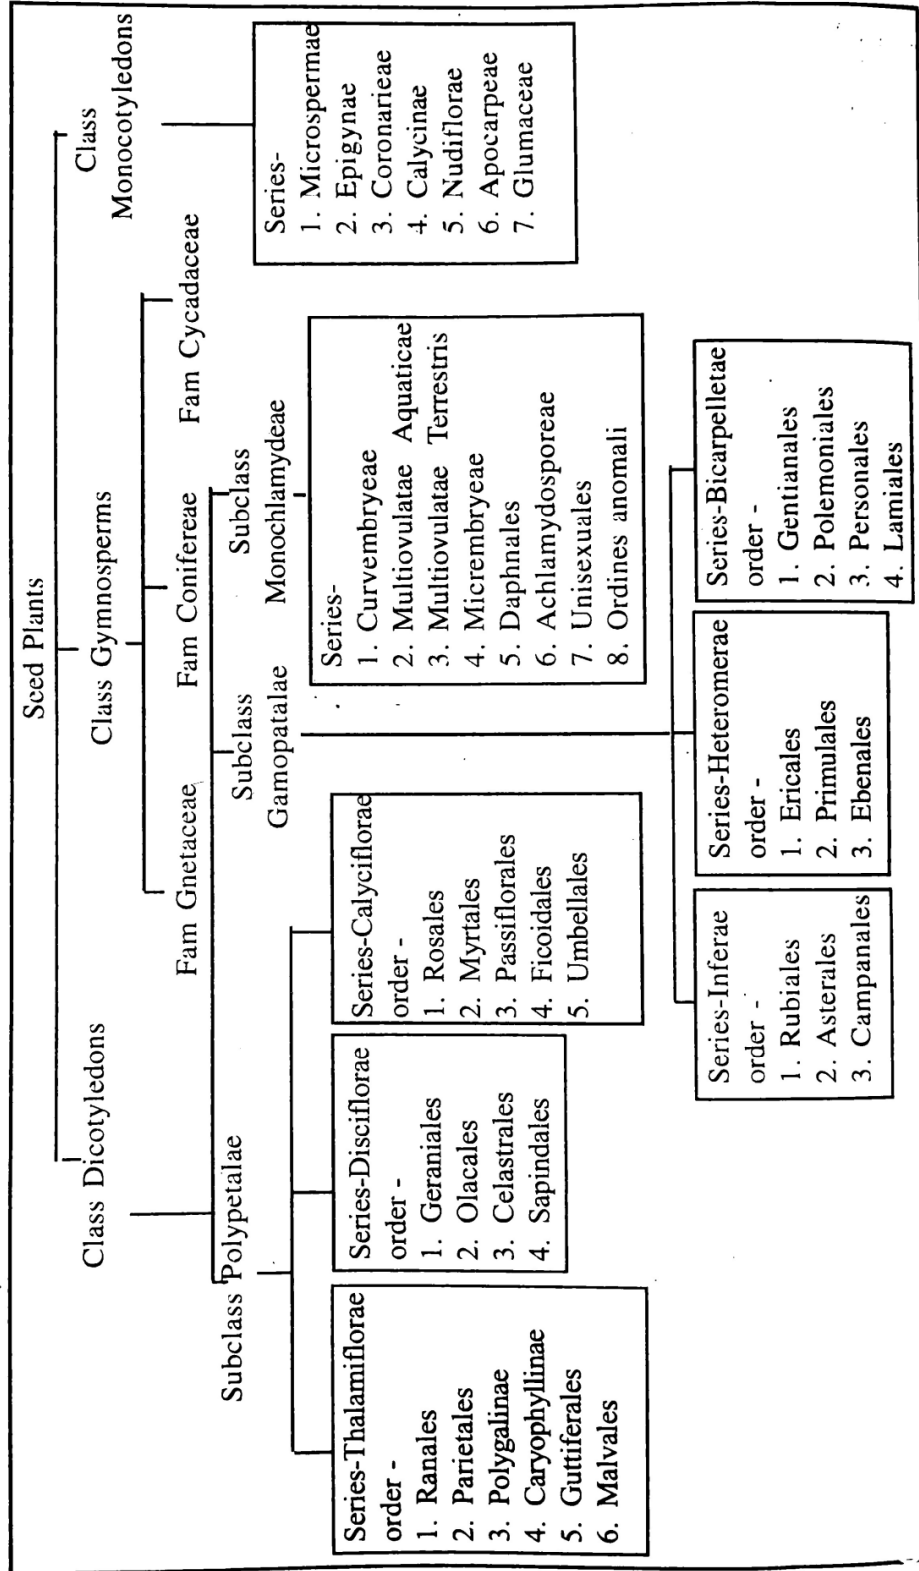 Seed Plants
Class Dicotyledons
Class Gymnosperms
Class
Monocotyledons
Fam Gnetaceae
Fam Conifereae
Fam Cycadaceae
Subclass Polypetalae
Subclass
Gamopatalae
Subclass
Monochlamydeae
Series-Thalamiflorae
order -
1. Ranales
2. Parietales
3. Polygalinae
4. Caryophyllinae
5. Guttiferales
6. Malvales
Series-Disciflorae
order -
1. Geraniales
2. Olacales
3. Celastrales
4. Sapindales
Series-Calyciflorae
order -
1. Rosales
2. Myrtales
3. Passiflorales
4. Ficoidales
5. Umbellales
Series-
1. Curvembryeae
2. Multiovulatae Aquaticae
3. Multiovulatae Terrestris
4. Micrembryeae
5. Daphnales
6. Achlamydosporeae
7. Unisexuales
8. Ordines anomali
Series-
1. Microspermae
2. Epigynae
3. Coronarieae
4. Calycinae
5. Nudiflorae
6. Apocarpeae
7. Glumaceae
Series-Inferae
order -
1. Rubiales
2. Asterales
3. Campanales
Series-Heteromerae
order -
1. Ericales
2. Primulales
3. Ebenales
Series-Bicarpelletae
order -
1. Gentianales
2. Polemoniales
3. Personales
4. Lamiales